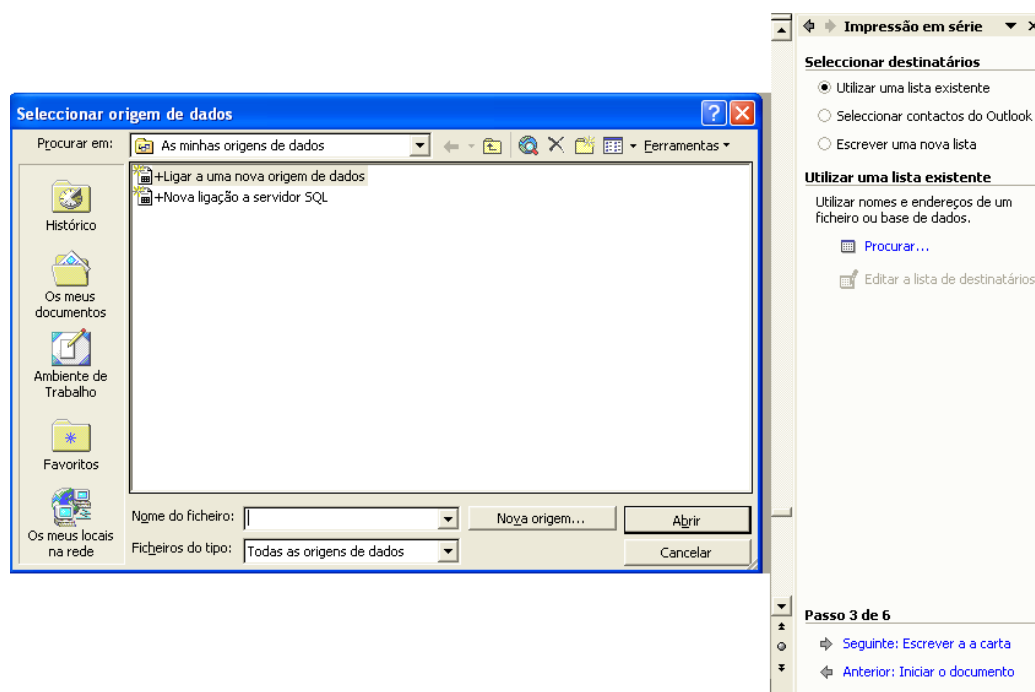 Seleccionar origem de dados
Procurar em:
As minhas origens de dados
Ferramentas
+Ligar a uma nova origem de dados
+Nova ligação a servidor SQL
Histórico
Os meus
documentos
Ambiente de
Trabalho
Favoritos
Os meus locais
na rede
Nome do ficheiro:
Nova origem...
Abrir
Ficheiros do tipo:
Todas as origens de dados
Cancelar
Impressão em série
Seleccionar destinatários
Utilizar uma lista existente
Seleccionar contactos do Outlook
Escrever uma nova lista
Utilizar uma lista existente
Utilizar nomes e endereços de um
ficheiro ou base de dados.
Procurar...
Editar a lista de destinatários
Passo 3 de 6
Seguinte: Escrever a a carta
Anterior: Iniciar o documento